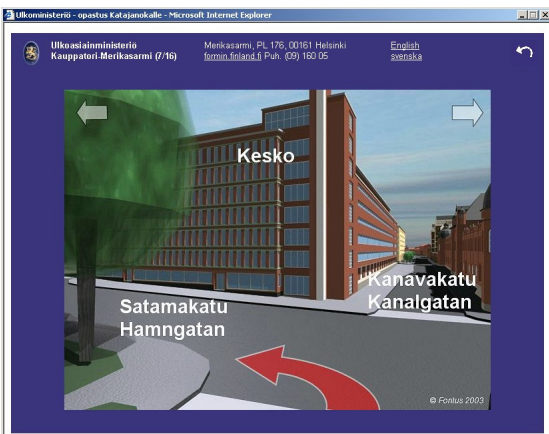 Ulkoministeriö - opastus Katajanokalle - Microsoft Internet Explorer
Ulkoasiainministeriö
Kauppatori-Merikasarmi (7/16)
Merikasarmi, PL 176, 00161 Helsinki
formin.finland.fi Puh. (09) 160 05
English
svenska
Kesko
Kanavakatu
Kanalgatan
Satamakatu
Hamngatan
© Fontus 2003